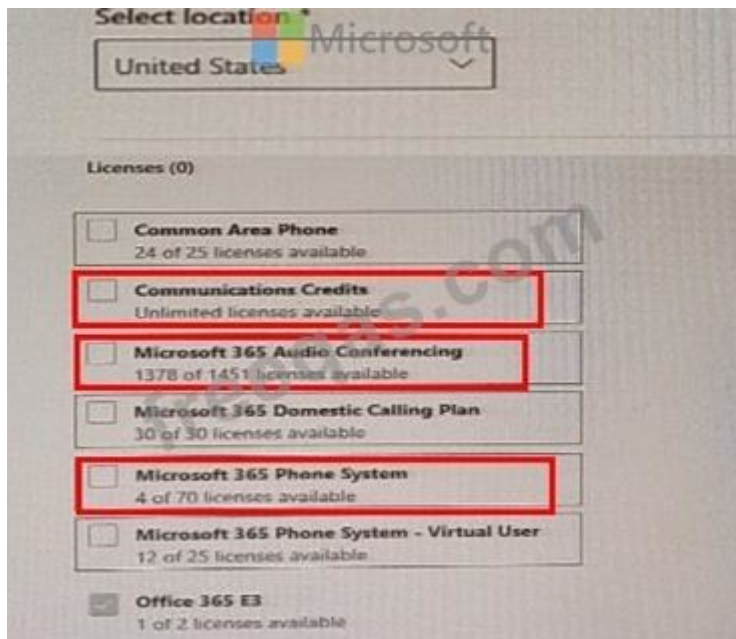 Select location *
Microsoft
United States
Licenses (0)
Common Area Phone
24 of 25 licenses available
Communications Credits
Unlimited licenses available
Microsoft 365 Audio Conferencing
1378 of 1451 licenses available
Microsoft 365 Domestic Calling Plan
30 of 30 licenses available
Microsoft 365 Phone System
4 of 70 licenses available
Microsoft 365 Phone System - Virtual User
12 of 25 licenses available
Office 365 E3
1 of 2 licenses available
freeqas.com